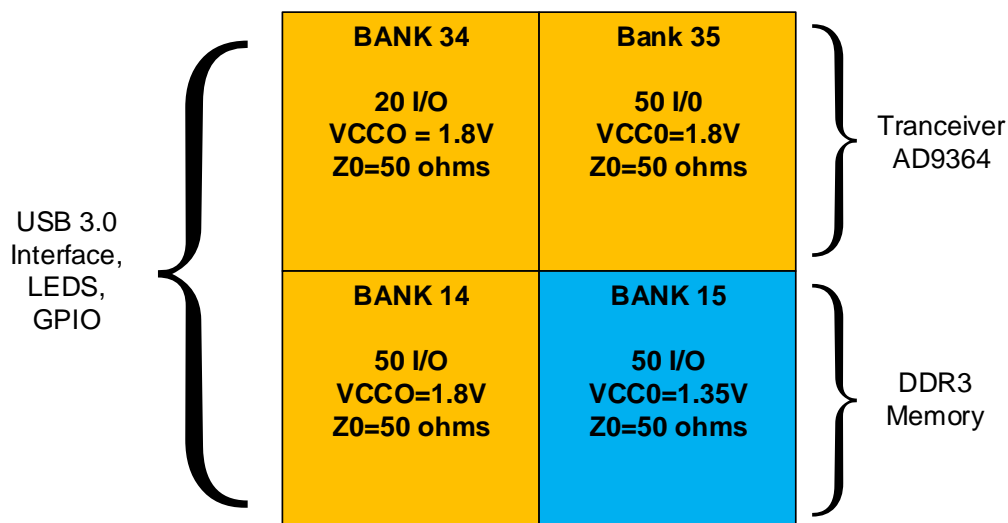 USB 3.0
Interface,
LEDS,
GPIO
BANK 34
20 I/O
VCCO = 1.8V
Z0=50 ohms
Bank 35
50 I/0
VCC0=1.8V
Z0=50 ohms
Tranceiver
AD9364
BANK 14
50 I/O
VCCO=1.8V
Z0=50 ohms
BANK 15
50 I/O
VCC0=1.35V
Z0=50 ohms
DDR3
Memory